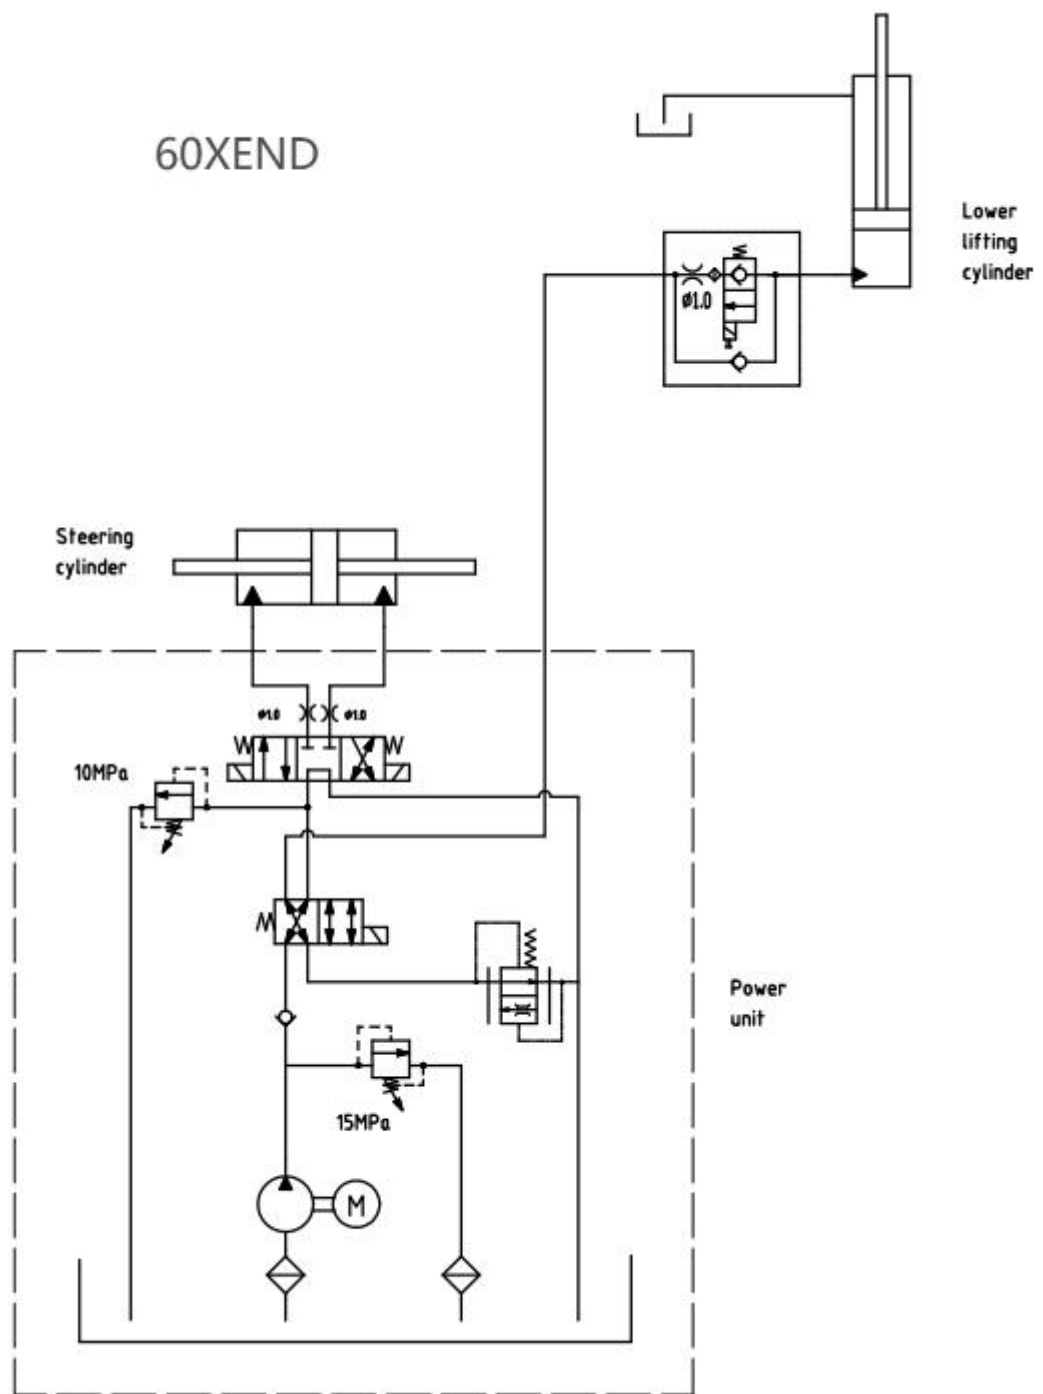 60XEND
Lower
lifting
cylinder
ø1.0
Steering
cylinder
ø1.0 ø1.0
10MPa
Power
unit
15MPa
M